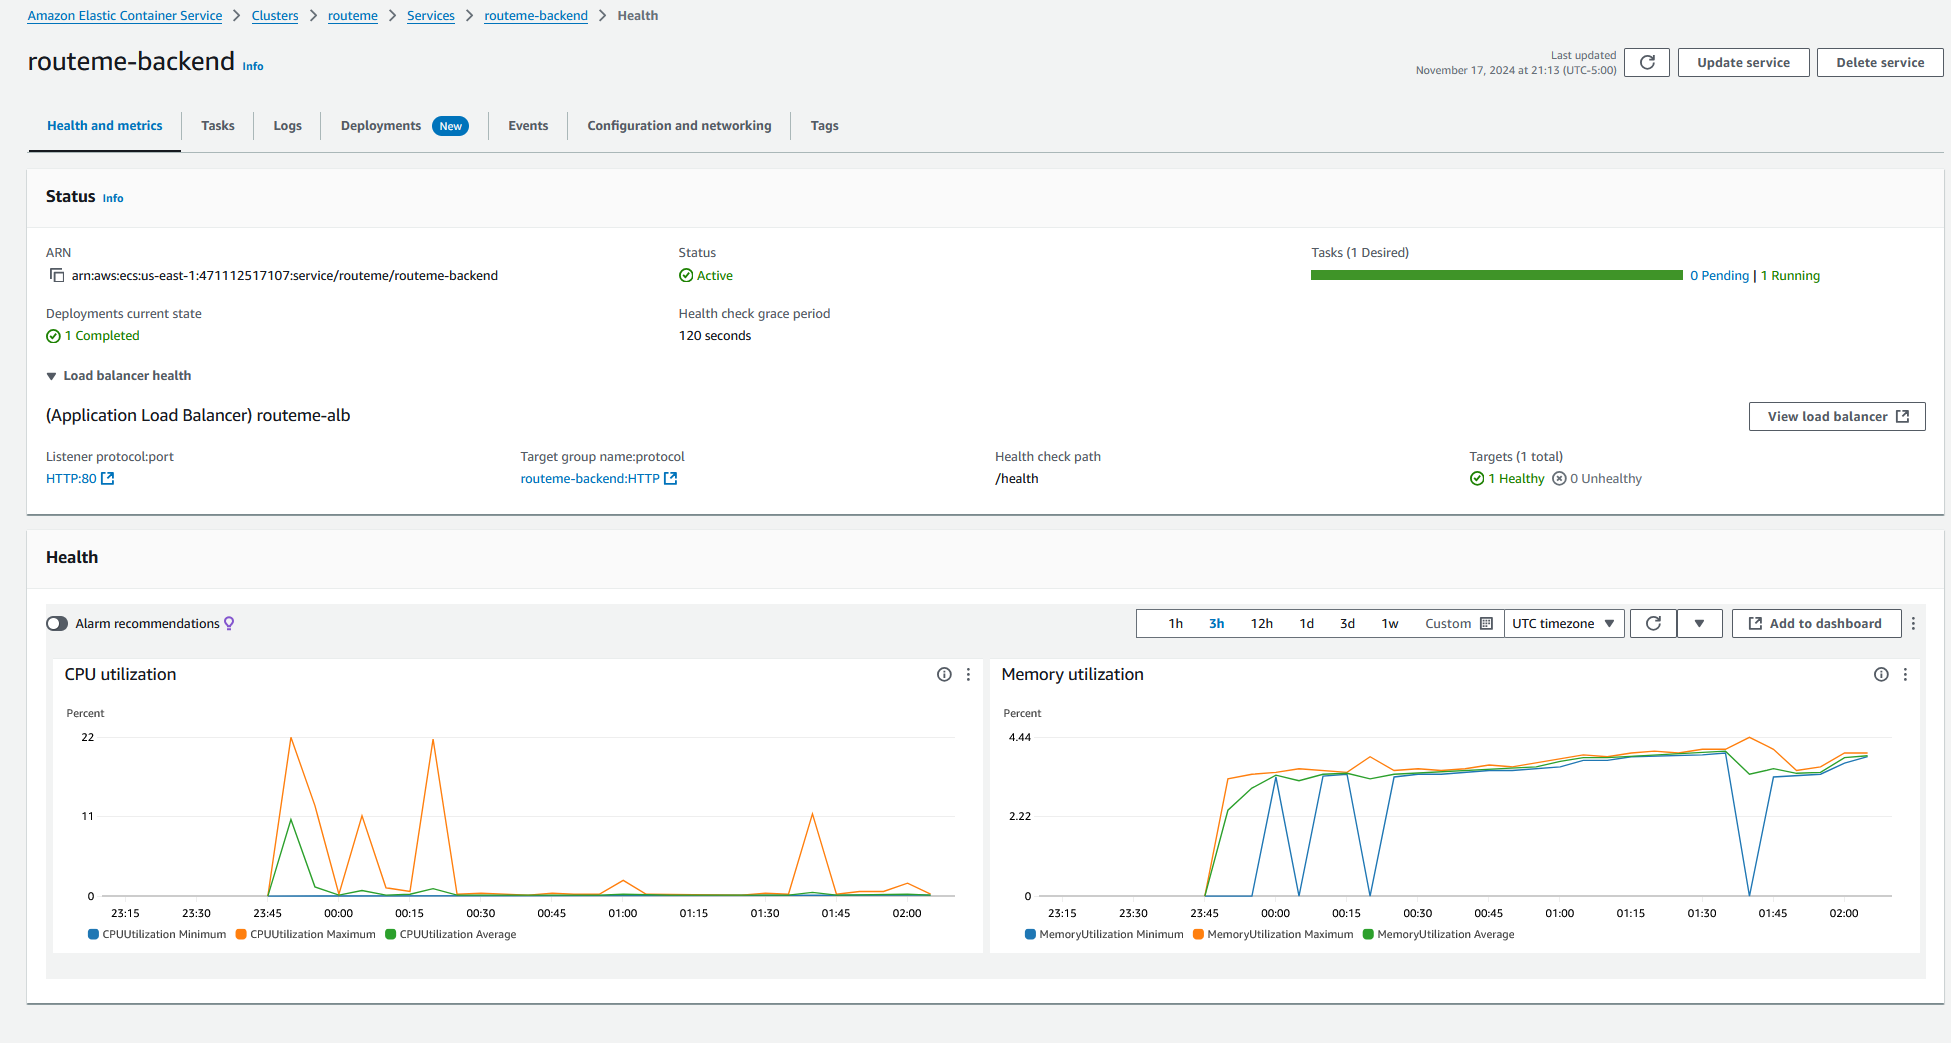 Amazon Elastic Container Service > Clusters > routeme > Services > routeme-backend > Health
routeme-backend Info
Last updated
November 17, 2024 at 21:13 (UTC-5:00)
Update service
Delete service
Health and metrics
Tasks
Logs
Deployments New
Events
Configuration and networking
Tags
Status Info
ARN
arn:aws:ecs:us-east-1:471112517107:service/routeme/routeme-backend
Status
Active
Tasks (1 Desired)
0 Pending | 1 Running
Deployments current state
1 Completed
Health check grace period
120 seconds
Load balancer health
(Application Load Balancer) routeme-alb
View load balancer
Listener protocol:port
HTTP:80
Target group name:protocol
routeme-backend:HTTP
Health check path
/health
Targets (1 total)
1 Healthy 0 Unhealthy
Health
Alarm recommendations
1h 3h 12h 1d 3d 1w Custom
UTC timezone
Add to dashboard
CPU utilization
Percent
22
11
0
23:15 23:30 23:45 00:00 00:15 00:30 00:45 01:00 01:15 01:30 01:45 02:00
CPUUtilization Minimum CPUUtilization Maximum CPUUtilization Average
Memory utilization
Percent
4.44
2.22
0
23:15 23:30 23:45 00:00 00:15 00:30 00:45 01:00 01:15 01:30 01:45 02:00
MemoryUtilization Minimum MemoryUtilization Maximum MemoryUtilization Average